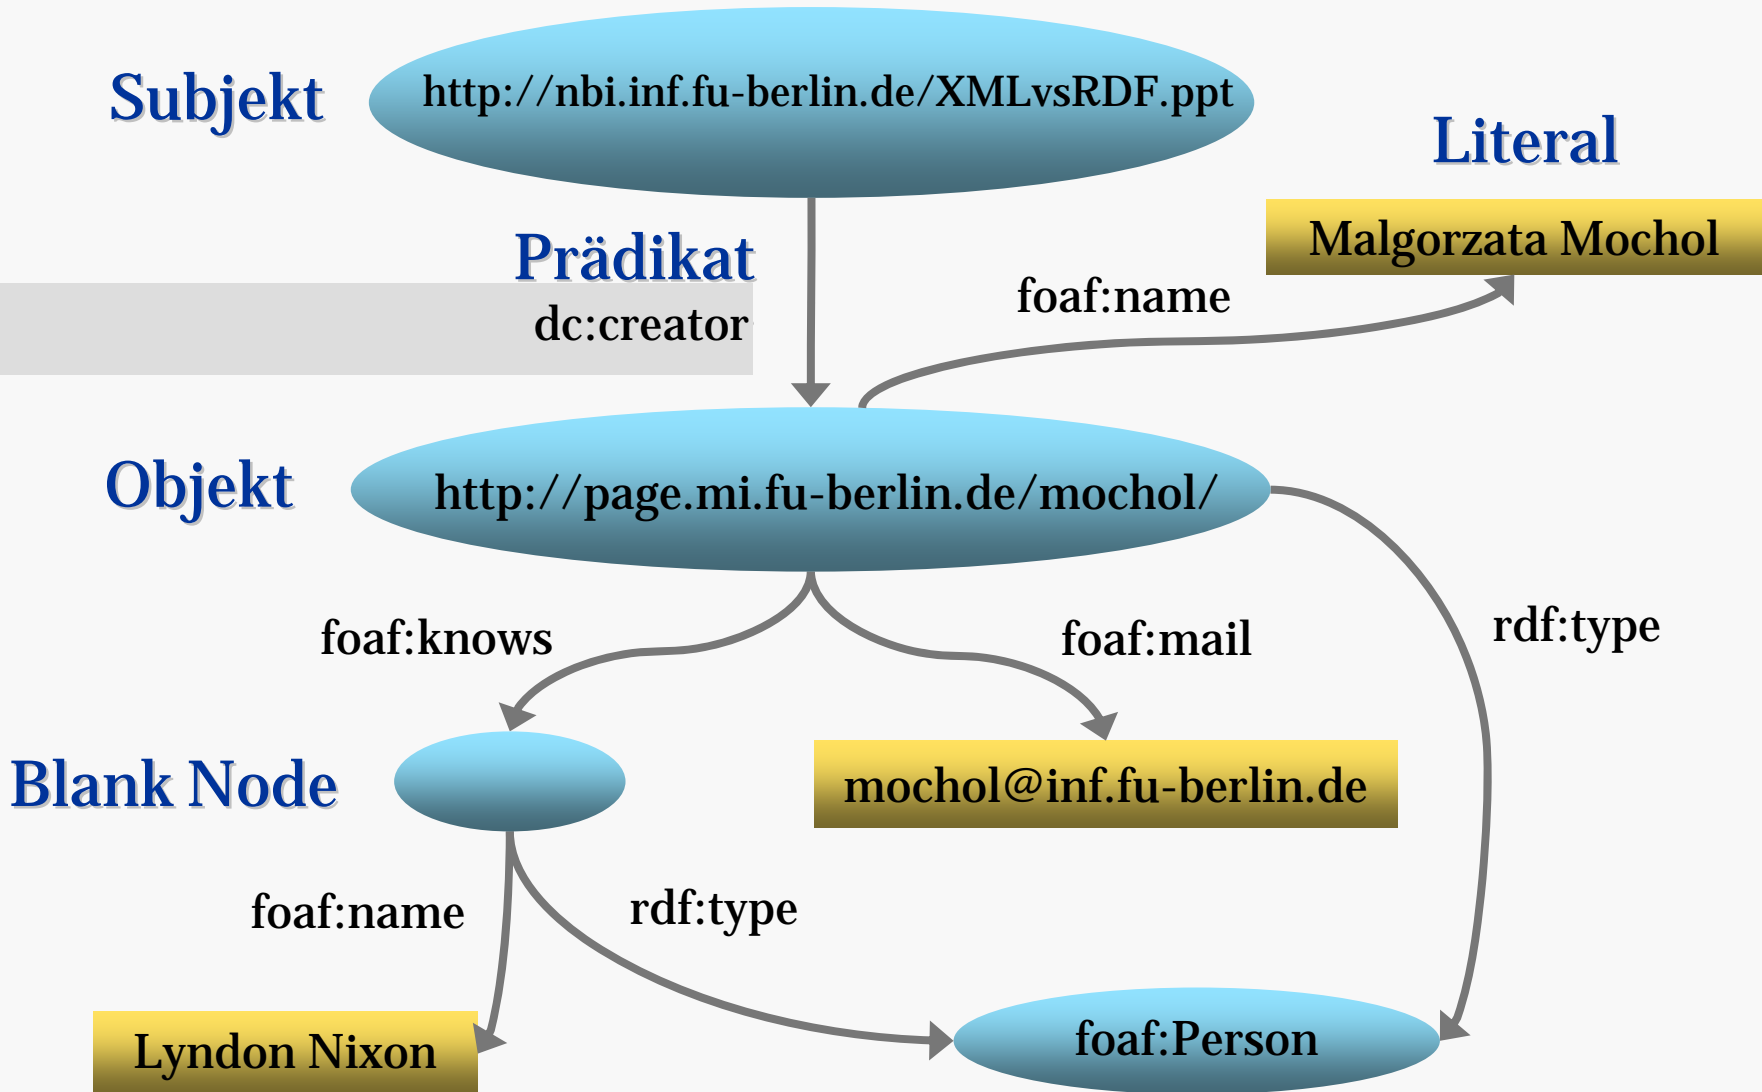 Subjekt
http://nbi.inf.fu-berlin.de/XMLvsRDF.ppt
Literal
Malgorzata Mochol
Prädikat
dc:creator
foaf:name
Objekt
http://page.mi.fu-berlin.de/mochol/
foaf:knows
foaf:mail
rdf:type
Blank Node
mochol@inf.fu-berlin.de
foaf:name
rdf:type
Lyndon Nixon
foaf:Person